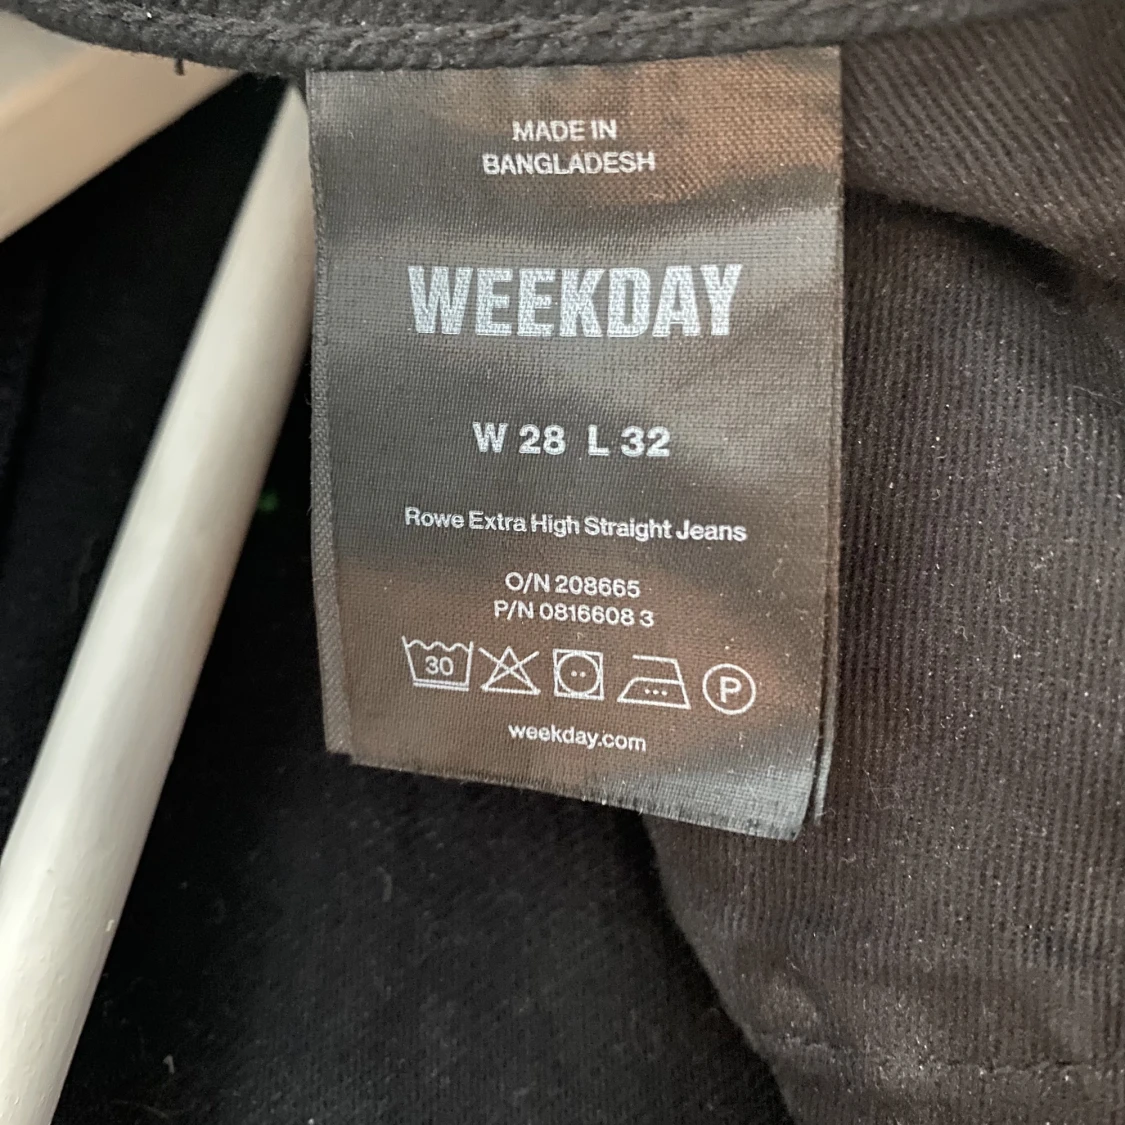 MADE IN
BANGLADESH
WEEKDAY
W 28 L 32
Rowe Extra High Straight Jeans
O/N 208665
P/N 0816608 3
30
P
weekday.com